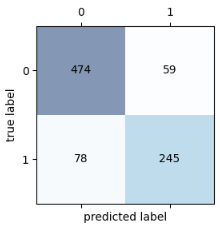 0 1
0 474 59
1 78 245
true label
predicted label